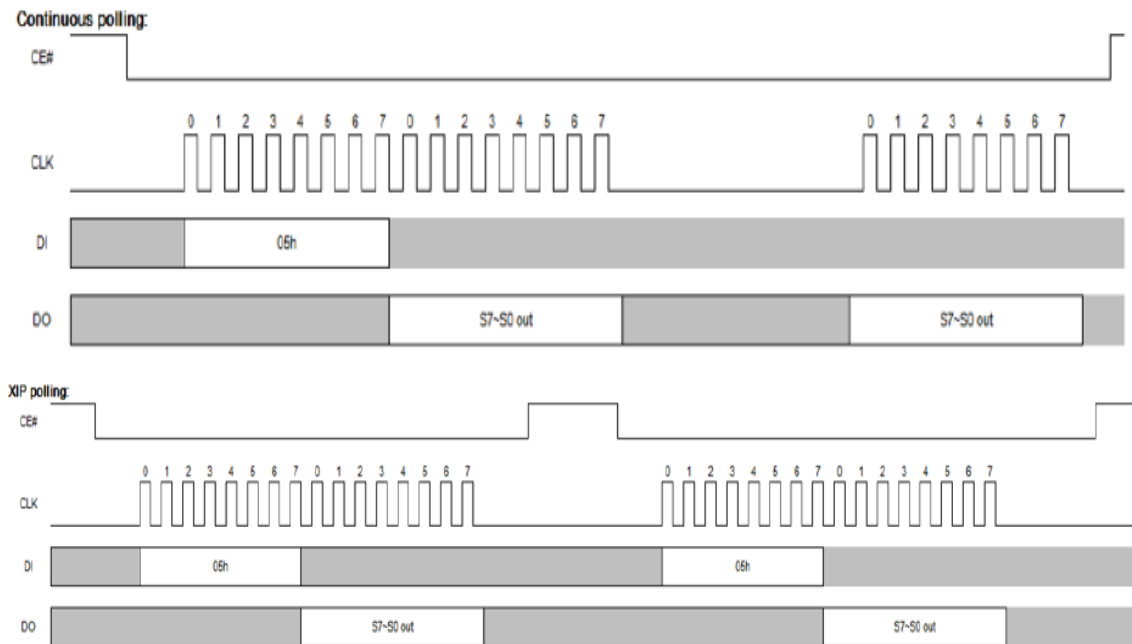 Continuous polling:
CE#
0 1 2 3 4 5 6 7 0 1 2 3 4 5 6 7 0 1 2 3 4 5 6 7
CLK
DI 05h
DO S7~S0 out S7~S0 out
XIP polling:
CE#
0 1 2 3 4 5 6 7 0 1 2 3 4 5 6 7 0 1 2 3 4 5 6 7 0 1 2 3 4 5 6 7
CLK
DI 05h 05h
DO S7~S0 out S7~S0 out